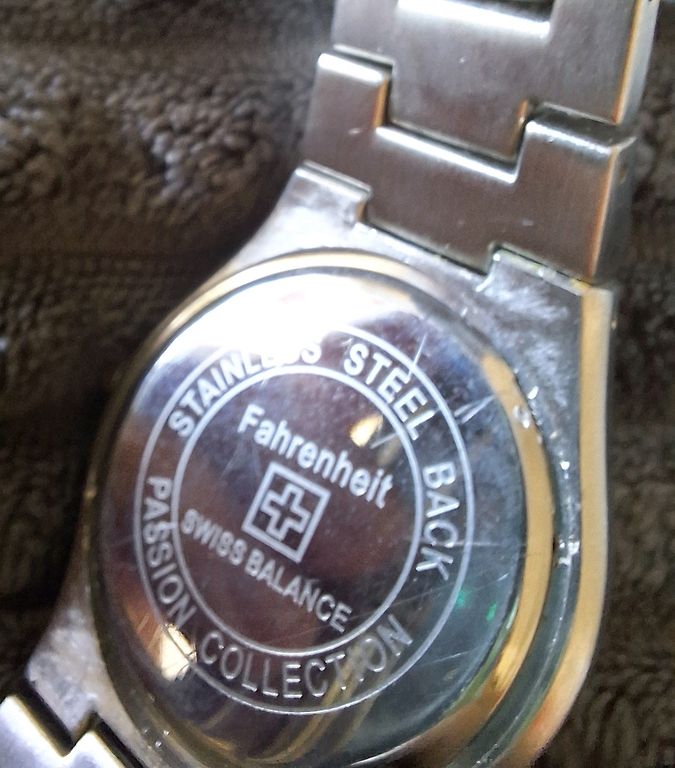 STAINLESS STEEL BACK
Fahrenheit
SWISS BALANCE
PASSION COLLECTION